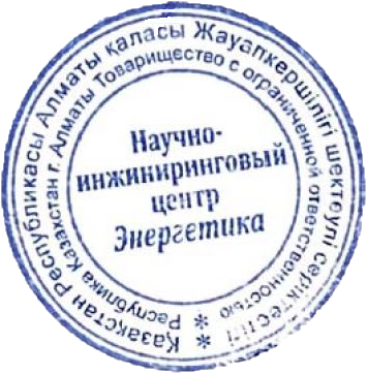 Қазақстан Республикасы Алматы қаласы Жауапкершілігі шектеулі серіктестігі *
Республика Казахстан г. Алматы Товарищество с ограниченной ответственностью *
Научно-
инжиниринговый
центр
Энергетика